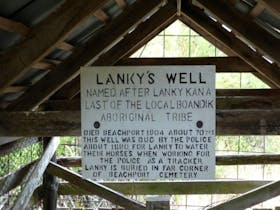 LANKY'S WELL
NAMED AFTER LANKY KANA
LAST OF THE LOCAL BOANDIK
ABORIGINAL TRIBE
DIED BEACHPORT 1904 ABOUT 70YRS
THIS WELL WAS DUG BY THE POLICE
ABOUT 1880 FOR LANKY TO WATER
THEIR HORSES WHEN WORKING FOR
THE POLICE AS A TRACKER
LANKY IS BURIED IN FAR CORNER
OF BEACHPORT CEMETERY